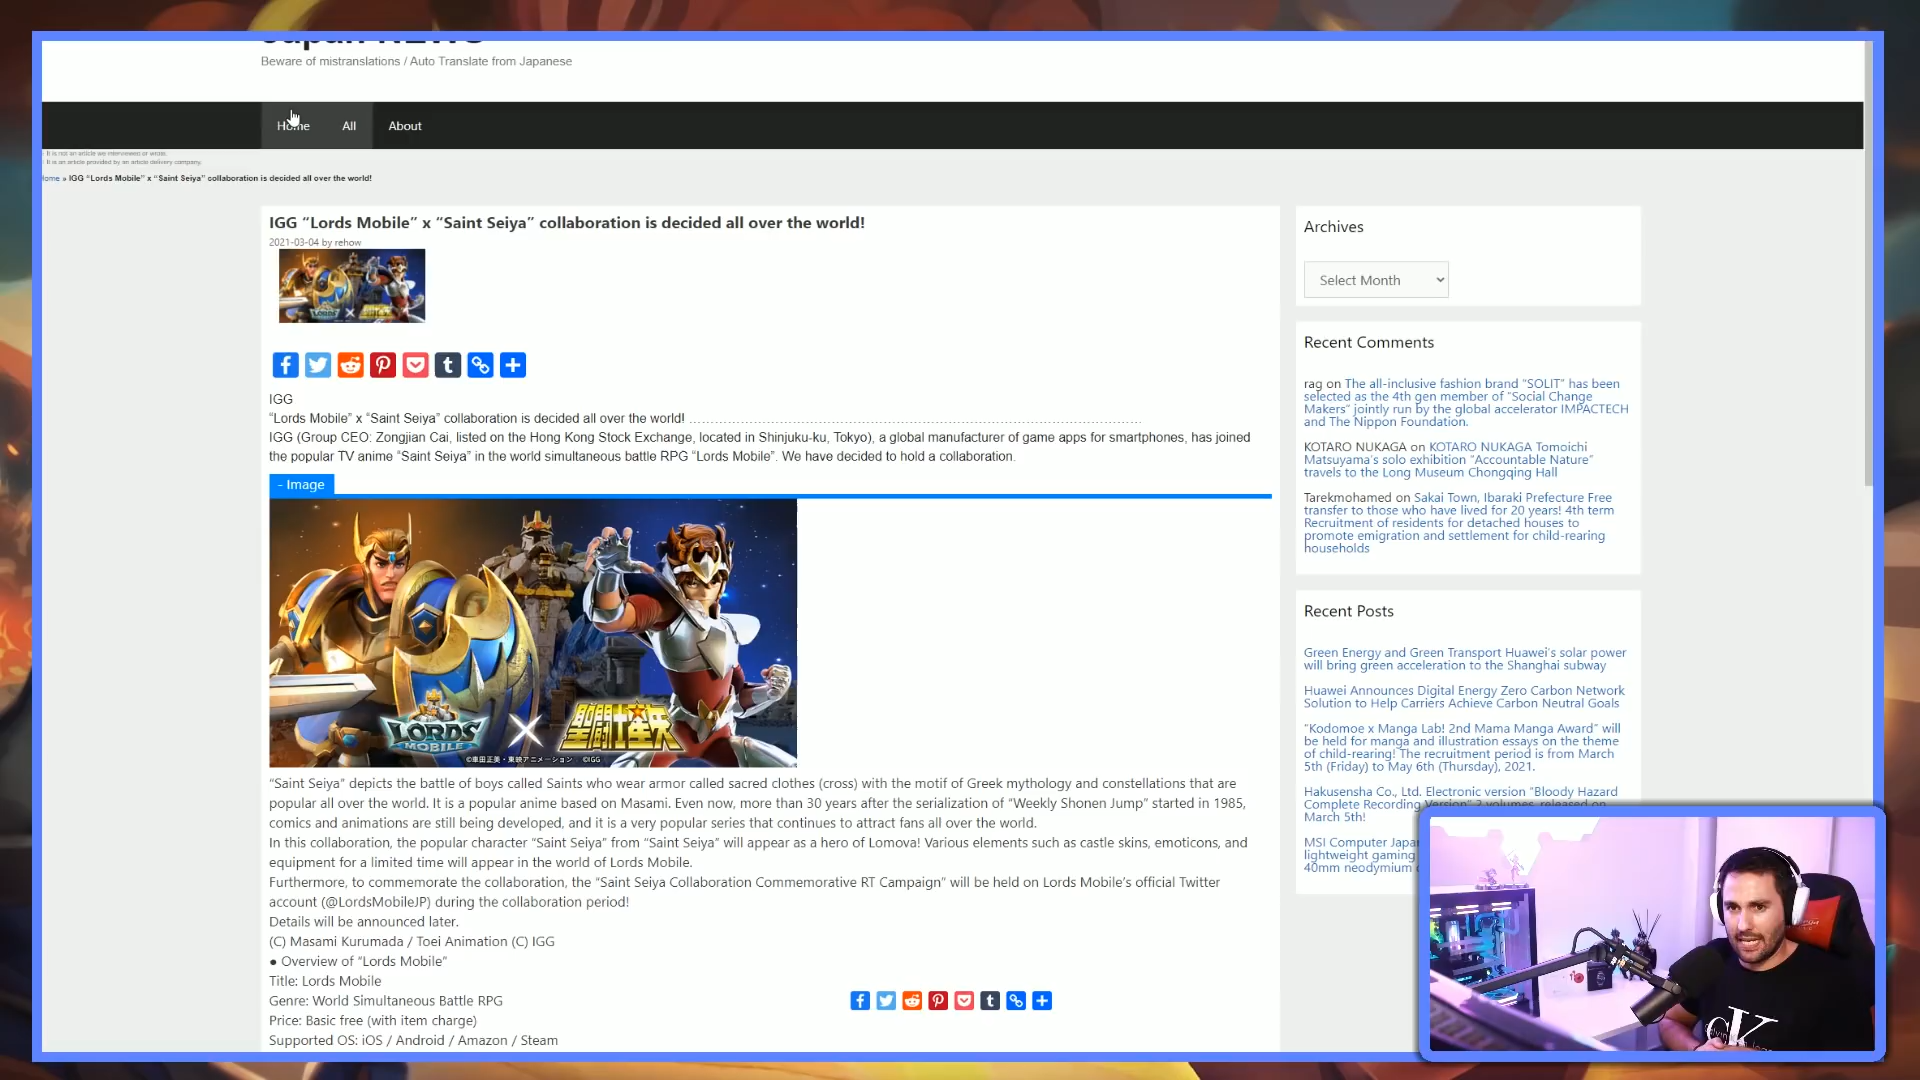 Japan NEWS
Beware of mistranslations / Auto Translate from Japanese
Home All About
It is not an article we interviewed or wrote.
It is an article provided by an article delivery company.
Home » IGG “Lords Mobile” x “Saint Seiya” collaboration is decided all over the world!
IGG “Lords Mobile” x “Saint Seiya” collaboration is decided all over the world!
2021-03-04 by rehow
IGG
“Lords Mobile” x “Saint Seiya” collaboration is decided all over the world!
IGG (Group CEO: Zongjian Cai, listed on the Hong Kong Stock Exchange, located in Shinjuku-ku, Tokyo), a global manufacturer of game apps for smartphones, has joined
the popular TV anime “Saint Seiya” in the world simultaneous battle RPG “Lords Mobile”. We have decided to hold a collaboration.
- Image
LORDS MOBILE X 聖闘士星矢
©車田正美・東映アニメーション ©IGG
“Saint Seiya” depicts the battle of boys called Saints who wear armor called sacred clothes (cross) with the motif of Greek mythology and constellations that are
popular all over the world. It is a popular anime based on Masami. Even now, more than 30 years after the serialization of “Weekly Shonen Jump” started in 1985,
comics and animations are still being developed, and it is a very popular series that continues to attract fans all over the world.
In this collaboration, the popular character “Saint Seiya” from “Saint Seiya” will appear as a hero of Lomova! Various elements such as castle skins, emoticons, and
equipment for a limited time will appear in the world of Lords Mobile.
Furthermore, to commemorate the collaboration, the “Saint Seiya Collaboration Commemorative RT Campaign” will be held on Lords Mobile’s official Twitter
account (@LordsMobileJP) during the collaboration period!
Details will be announced later.
(C) Masami Kurumada / Toei Animation (C) IGG
● Overview of “Lords Mobile”
Title: Lords Mobile
Genre: World Simultaneous Battle RPG
Price: Basic free (with item charge)
Supported OS: iOS / Android / Amazon / Steam
Archives
Select Month
Recent Comments
rag on The all-inclusive fashion brand “SOLIT” has been
selected as the 4th gen member of “Social Change
Makers” jointly run by the global accelerator IMPACTECH
and The Nippon Foundation.
KOTARO NUKAGA on KOTARO NUKAGA Tomoichi
Matsuyama’s solo exhibition “Accountable Nature”
travels to the Long Museum Chongqing Hall
Tarekmohamed on Sakai Town, Ibaraki Prefecture Free
transfer to those who have lived for 20 years! 4th term
Recruitment of residents for detached houses to
promote emigration and settlement for child-rearing
households
Recent Posts
Green Energy and Green Transport Huawei’s solar power
will bring green acceleration to the Shanghai subway
Huawei Announces Digital Energy Zero Carbon Network
Solution to Help Carriers Achieve Carbon Neutral Goals
“Kodomoe x Manga Lab! 2nd Mama Manga Award” will
be held for manga and illustration essays on the theme
of child-rearing! The recruitment period is from March
5th (Friday) to May 6th (Thursday), 2021.
Hakusensha Co., Ltd. Electronic version “Bloody Hazard
Complete Recording Version” 2 volumes, released on
March 5th!
MSI Computer Japan
lightweight gaming
40mm neodymium